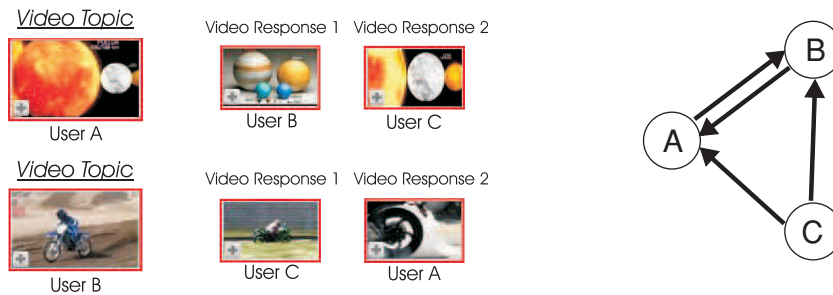 Video Topic
Video Response 1
Video Response 2
User A
User B
User C
Video Topic
Video Response 1
Video Response 2
User B
User C
User A
B
A
C